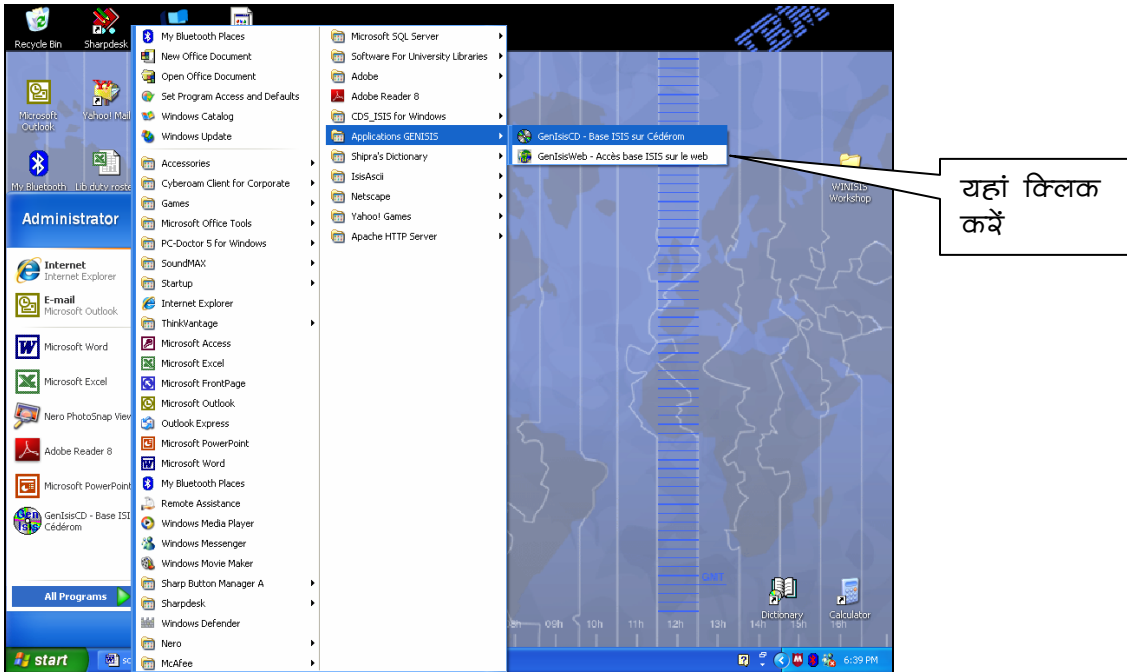 Recycle Bin
Sharpdesk
IBM
Microsoft Outlook
Yahoo! Mail
My Bluetooth
Lib duty roste
Administrator
Internet
Internet Explorer
E-mail
Microsoft Outlook
Microsoft Word
Microsoft Excel
Nero PhotoSnap View
Adobe Reader 8
Microsoft PowerPoint
GenIsisCD - Base ISI
Cédérom
All Programs
start
My Bluetooth Places
New Office Document
Open Office Document
Set Program Access and Defaults
Windows Catalog
Windows Update
Accessories
Cyberoam Client for Corporate
Games
Microsoft Office Tools
PC-Doctor 5 for Windows
SoundMAX
Startup
Internet Explorer
ThinkVantage
Microsoft Access
Microsoft Excel
Microsoft FrontPage
Microsoft Outlook
Outlook Express
Microsoft PowerPoint
Microsoft Word
My Bluetooth Places
Remote Assistance
Windows Media Player
Windows Messenger
Windows Movie Maker
Sharp Button Manager A
Sharpdesk
Windows Defender
Nero
McAfee
Microsoft SQL Server
Software For University Libraries
Adobe
Adobe Reader 8
CDS_ISIS for Windows
Applications GENISIS
Shipra's Dictionary
IsisAscii
Netscape
Yahoo! Games
Apache HTTP Server
GenIsisCD - Base ISIS sur Cédérom
GenIsisWeb - Accès base ISIS sur le web
WINISIS
Workshop
यहां क्लिक
करें
GMT
Dictionary
Calculator
09h 10h 11h 12h 13h 14h 15h 16h
6:39 PM